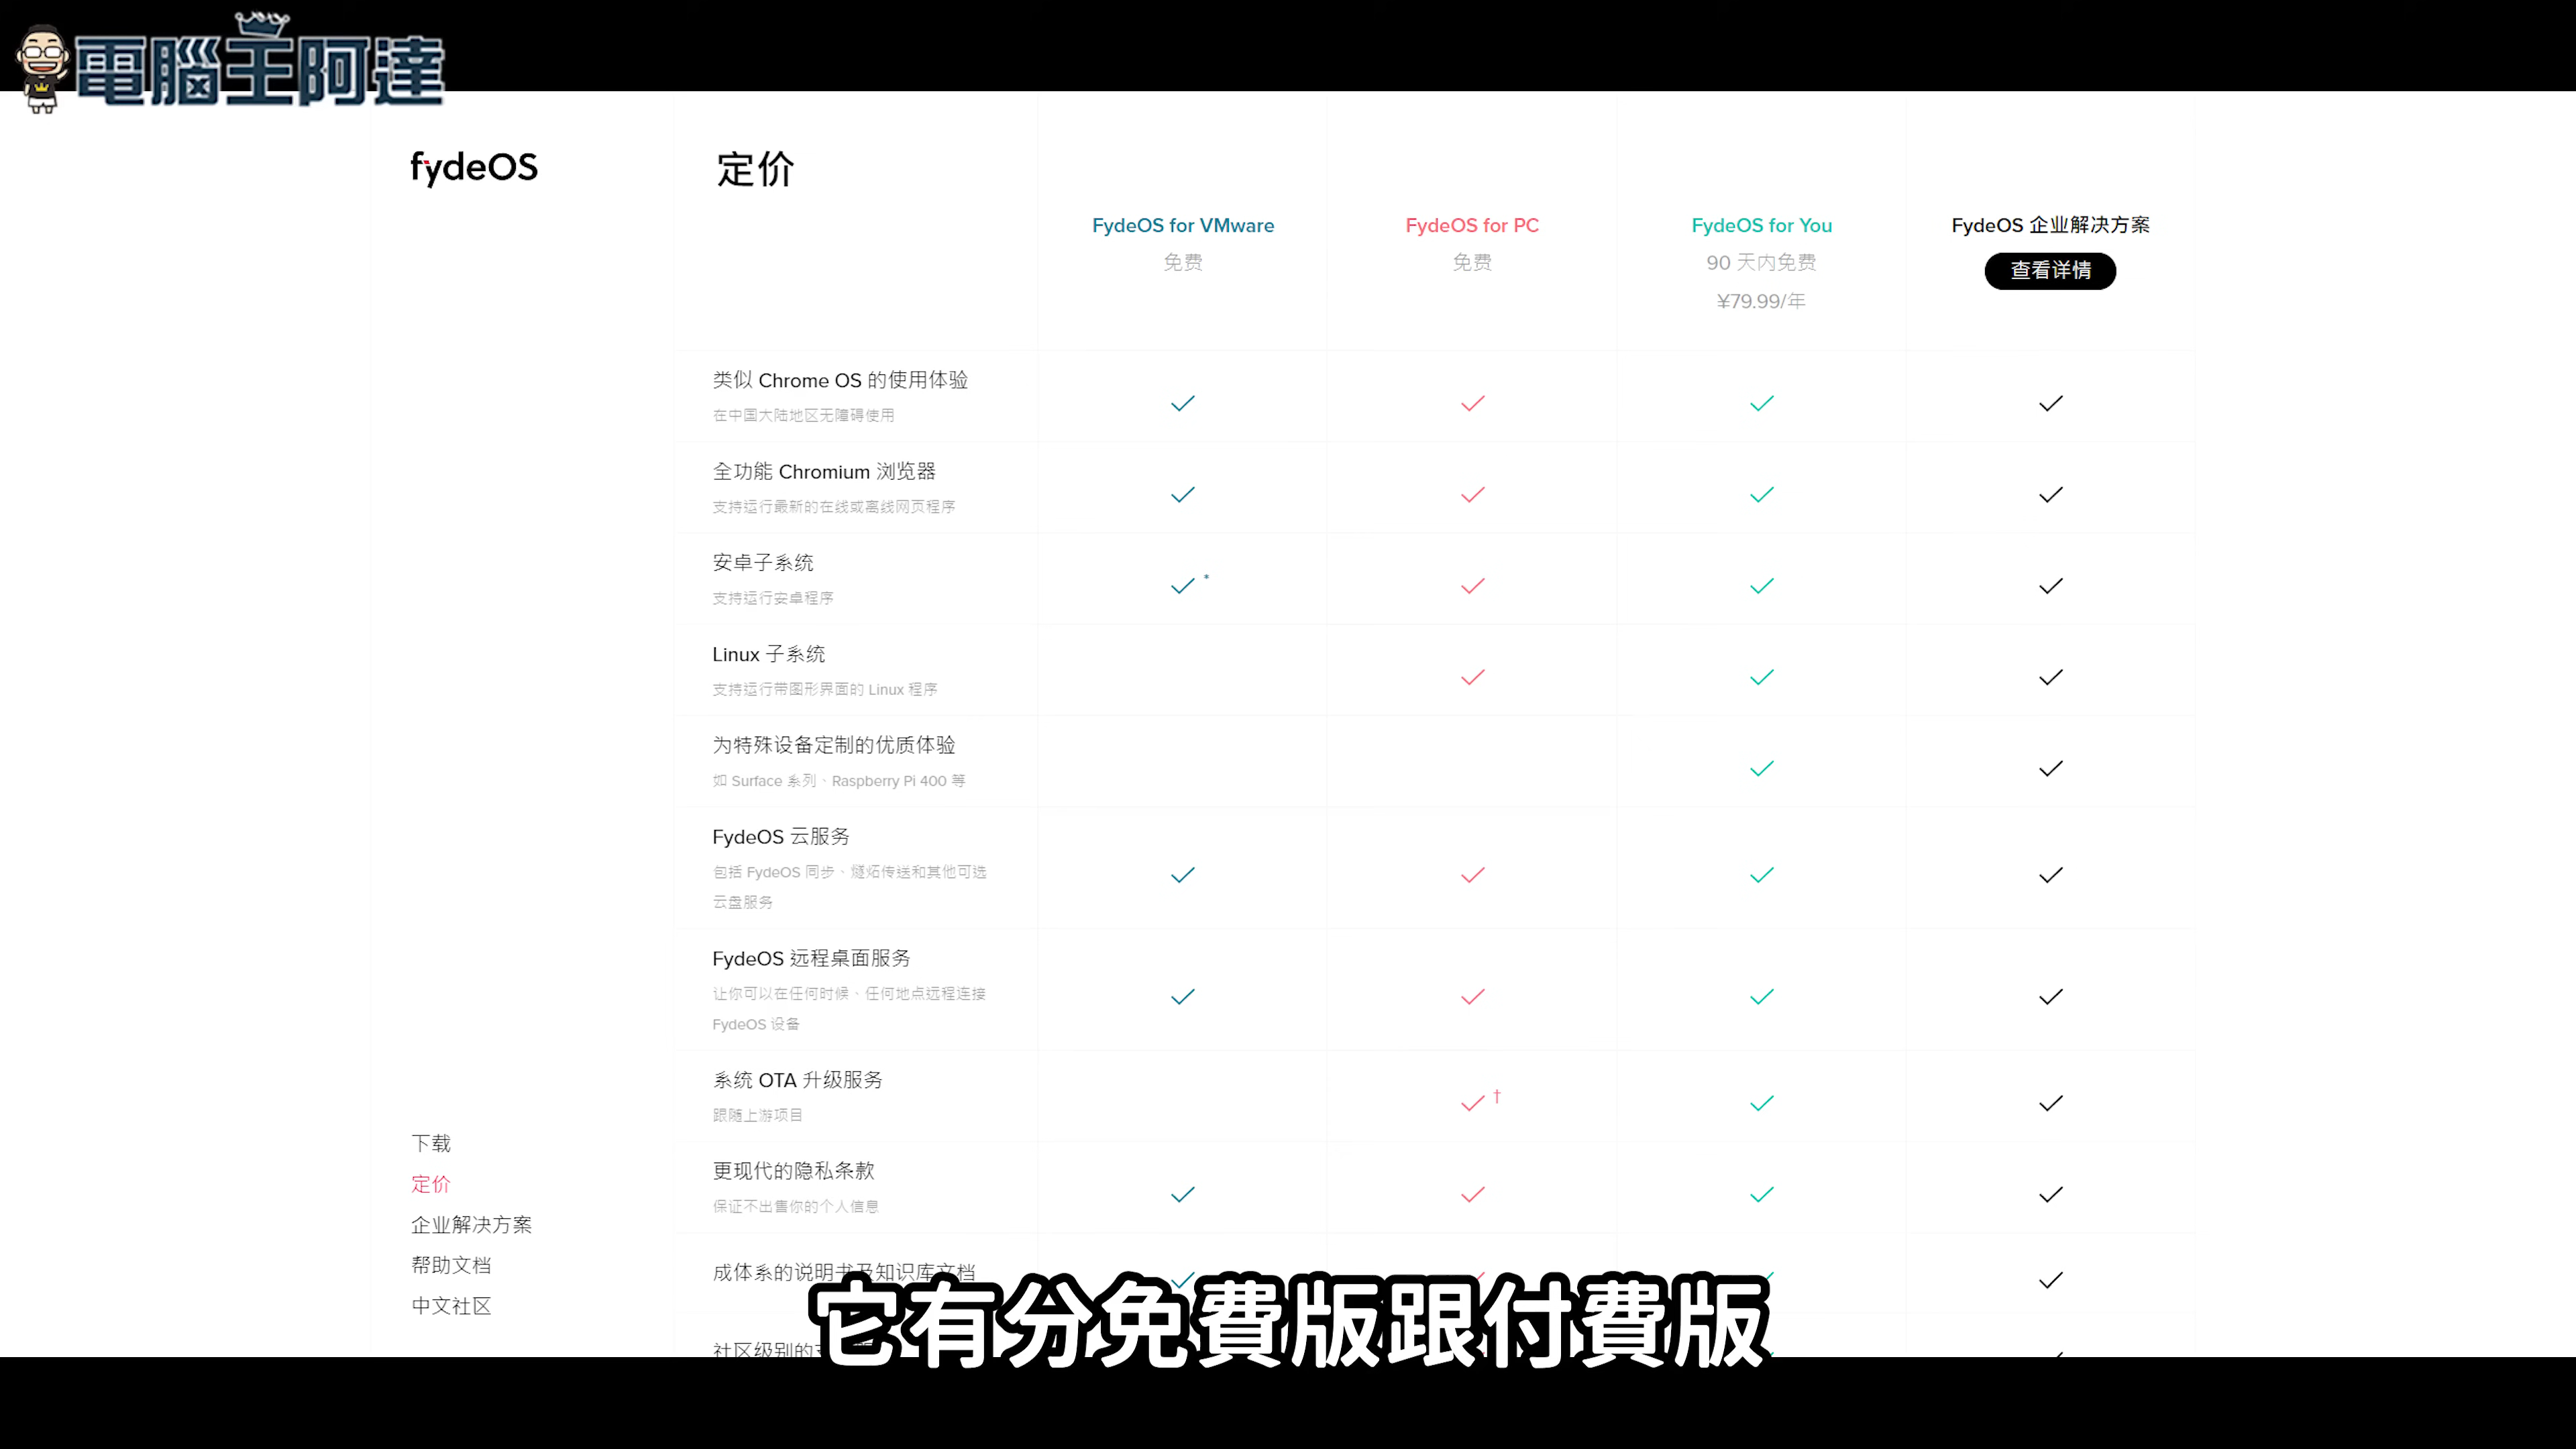 電腦王阿達
fydeOS
定价
FydeOS for VMware
免费
FydeOS for PC
免费
FydeOS for You
90 天内免费
¥79.99/年
FydeOS 企业解决方案
查看详情
类似 Chrome OS 的使用体验
在中国大陆地区无障碍使用
全功能 Chromium 浏览器
支持运行最新的在线或离线网页程序
安卓子系统
支持运行安卓程序
*
Linux 子系统
支持运行带图形界面的 Linux 程序
为特殊设备定制的优质体验
如 Surface 系列、Raspberry Pi 400 等
FydeOS 云服务
包括 FydeOS 同步、燧炻传送和其他可选
云盘服务
FydeOS 远程桌面服务
让你可以在任何时候、任何地点远程连接
FydeOS 设备
系统 OTA 升级服务
跟随上游项目
†
更现代的隐私条款
保证不出售你的个人信息
成体系的说明书及知识库文档
社区级别的
下载
定价
企业解决方案
帮助文档
中文社区
它有分免費版跟付費版